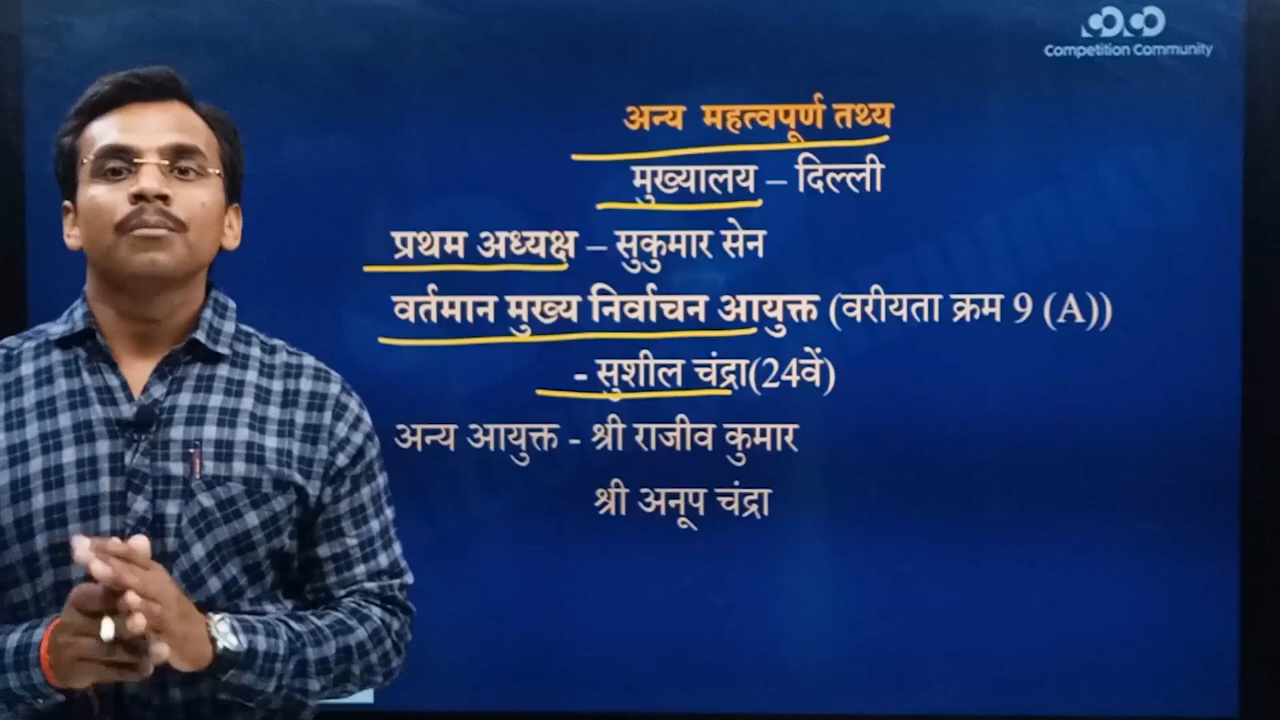 Competition Community
अन्य महत्वपूर्ण तथ्य
मुख्यालय – दिल्ली
प्रथम अध्यक्ष – सुकुमार सेन
वर्तमान मुख्य निर्वाचन आयुक्त (वरीयता क्रम 9 (A))
- सुशील चंद्रा(24वें)
अन्य आयुक्त - श्री राजीव कुमार
श्री अनूप चंद्रा